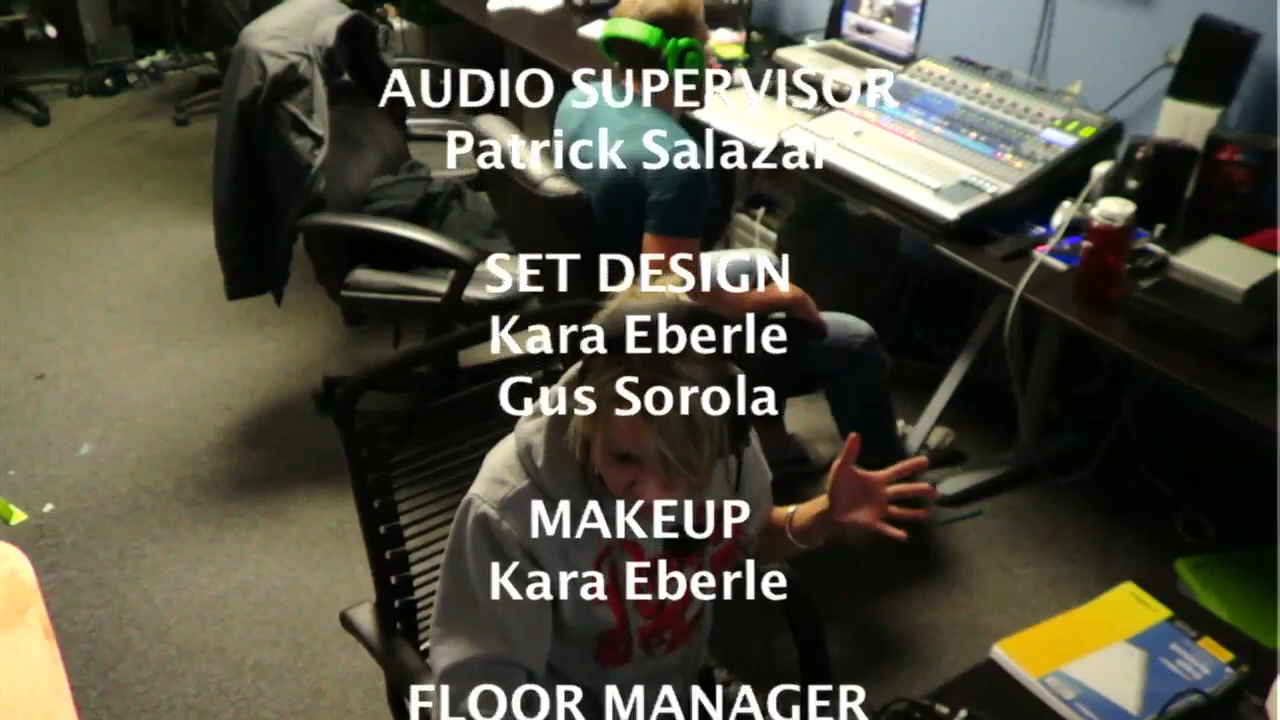 AUDIO SUPERVISOR
Patrick Salazar
SET DESIGN
Kara Eberle
Gus Sorola
MAKEUP
Kara Eberle
FLOOR MANAGER